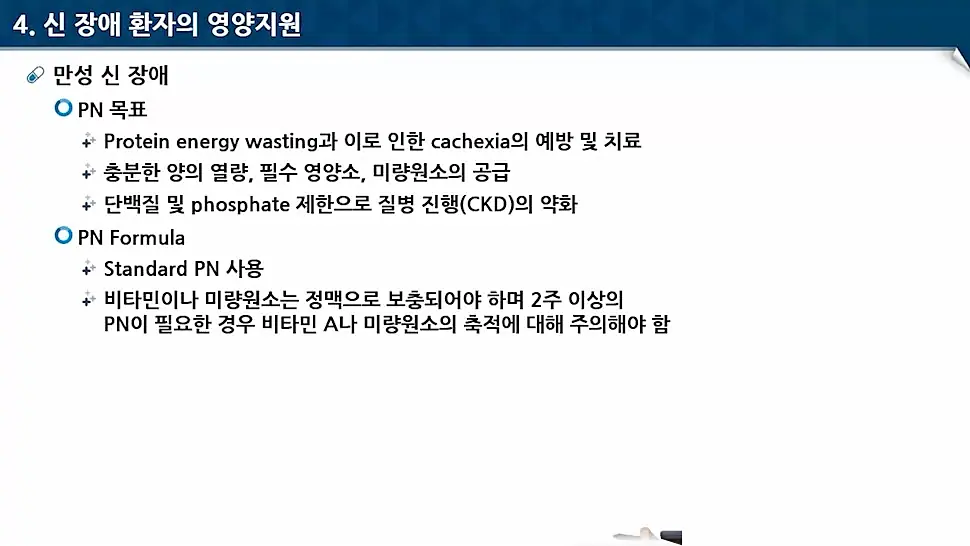 4. 신 장애 환자의 영양지원
만성 신 장애
PN 목표
Protein energy wasting과 이로 인한 cachexia의 예방 및 치료
충분한 양의 열량, 필수 영양소, 미량원소의 공급
단백질 및 phosphate 제한으로 질병 진행(CKD)의 약화
PN Formula
Standard PN 사용
비타민이나 미량원소는 정맥으로 보충되어야 하며 2주 이상의
PN이 필요한 경우 비타민 A나 미량원소의 축적에 대해 주의해야 함